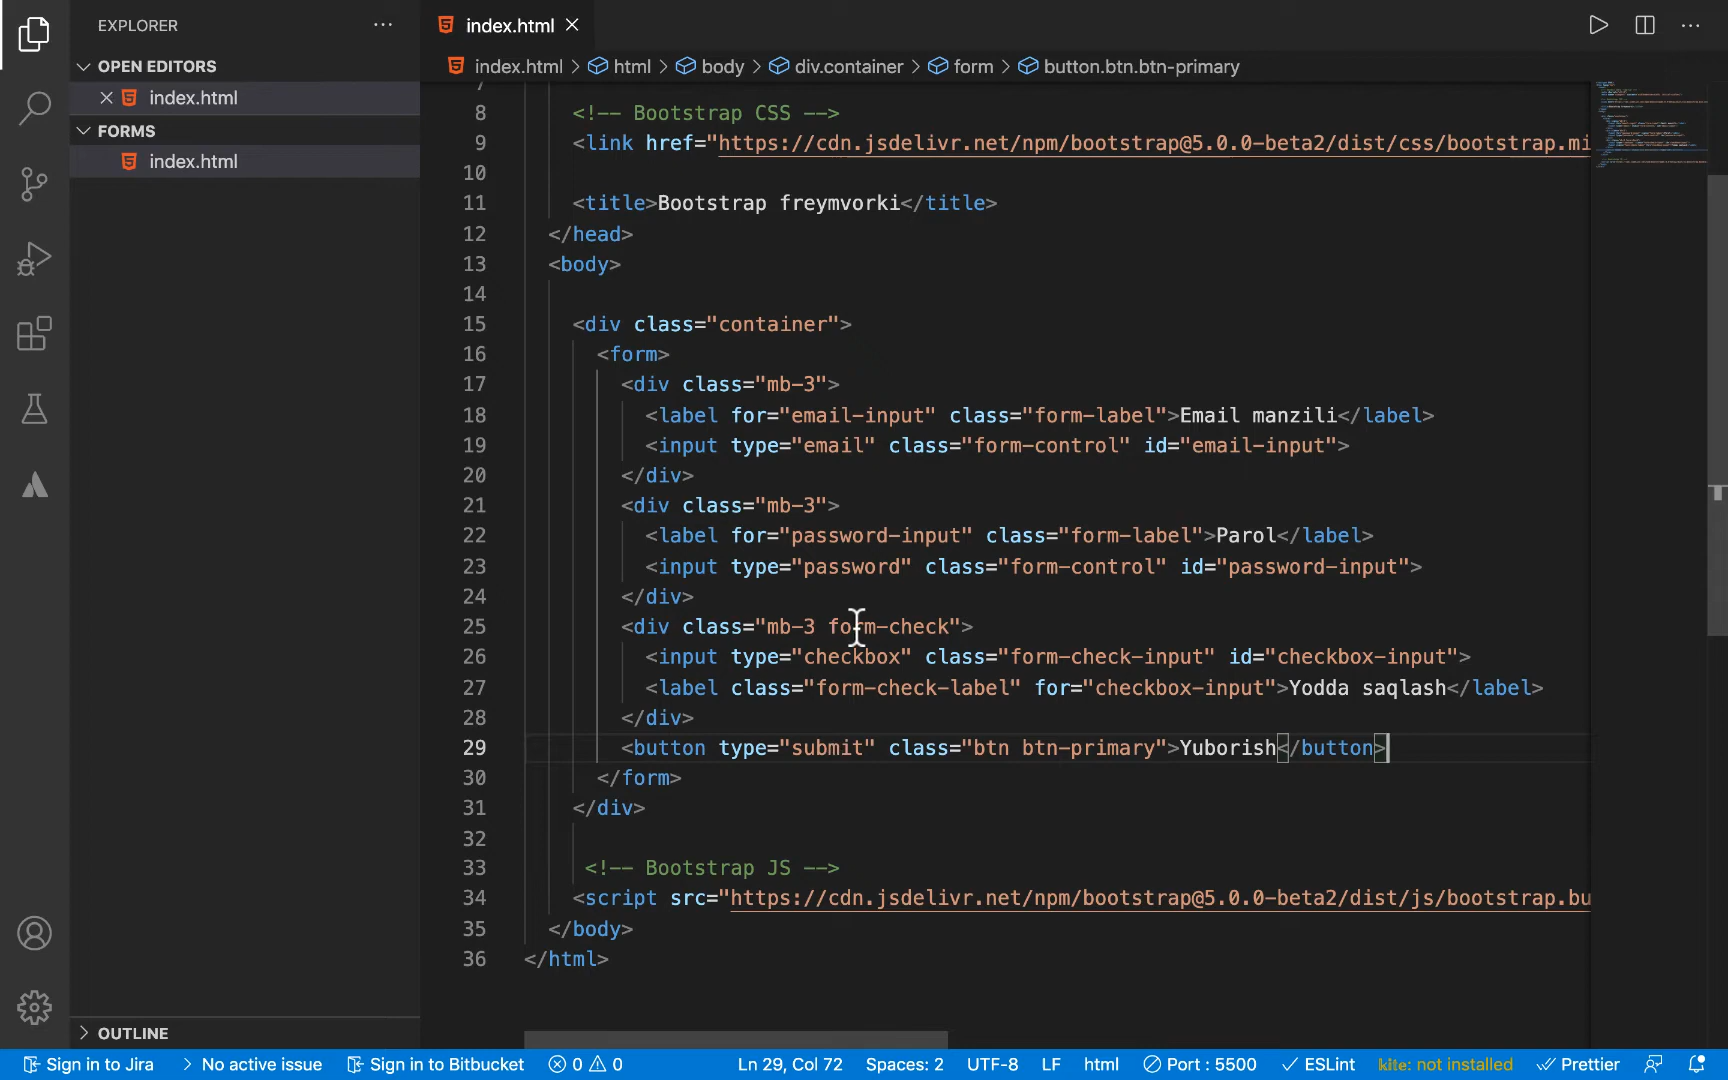 EXPLORER
index.html
index.html > html > body > div.container > form > button.btn.btn-primary
OPEN EDITORS
index.html
FORMS
index.html
7
8 <!-- Bootstrap CSS -->
9 <link href="https://cdn.jsdelivr.net/npm/bootstrap@5.0.0-beta2/dist/css/bootstrap.mi
10
11 <title>Bootstrap freymvorki</title>
12 </head>
13 <body>
14
15 <div class="container">
16 <form>
17 <div class="mb-3">
18 <label for="email-input" class="form-label">Email manzili</label>
19 <input type="email" class="form-control" id="email-input">
20 </div>
21 <div class="mb-3">
22 <label for="password-input" class="form-label">Parol</label>
23 <input type="password" class="form-control" id="password-input">
24 </div>
25 <div class="mb-3 form-check">
26 <input type="checkbox" class="form-check-input" id="checkbox-input">
27 <label class="form-check-label" for="checkbox-input">Yodda saqlash</label>
28 </div>
29 <button type="submit" class="btn btn-primary">Yuborish</button>
30 </form>
31 </div>
32
33 <!-- Bootstrap JS -->
34 <script src="https://cdn.jsdelivr.net/npm/bootstrap@5.0.0-beta2/dist/js/bootstrap.bu
35 </body>
36 </html>
OUTLINE
Sign in to Jira No active issue Sign in to Bitbucket 0 0 Ln 29, Col 72 Spaces: 2 UTF-8 LF html Port : 5500 ESLint kite: not installed Prettier